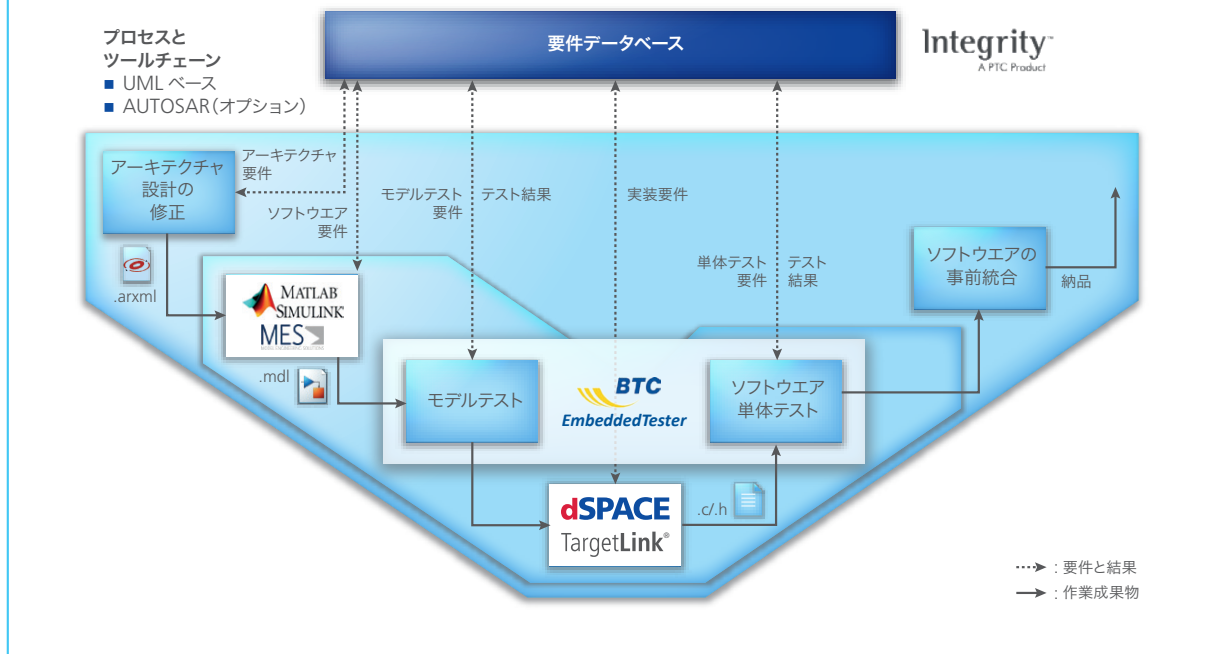 プロセスと
ツールチェーン
■ UML ベース
■ AUTOSAR（オプション）
要件データベース
Integrity™
A PTC Product
アーキテクチャ
設計の
修正
アーキテクチャ
要件
ソフトウエア
要件
モデルテスト
要件
テスト結果
実装要件
単体テスト
要件
テスト
結果
ソフトウエアの
事前統合
納品
.arxml
MATLAB
SIMULINK
MES
.mdl
モデルテスト
BTC
EmbeddedTester
ソフトウエア
単体テスト
dSPACE
TargetLink®
.c/.h
: 要件と結果
: 作業成果物